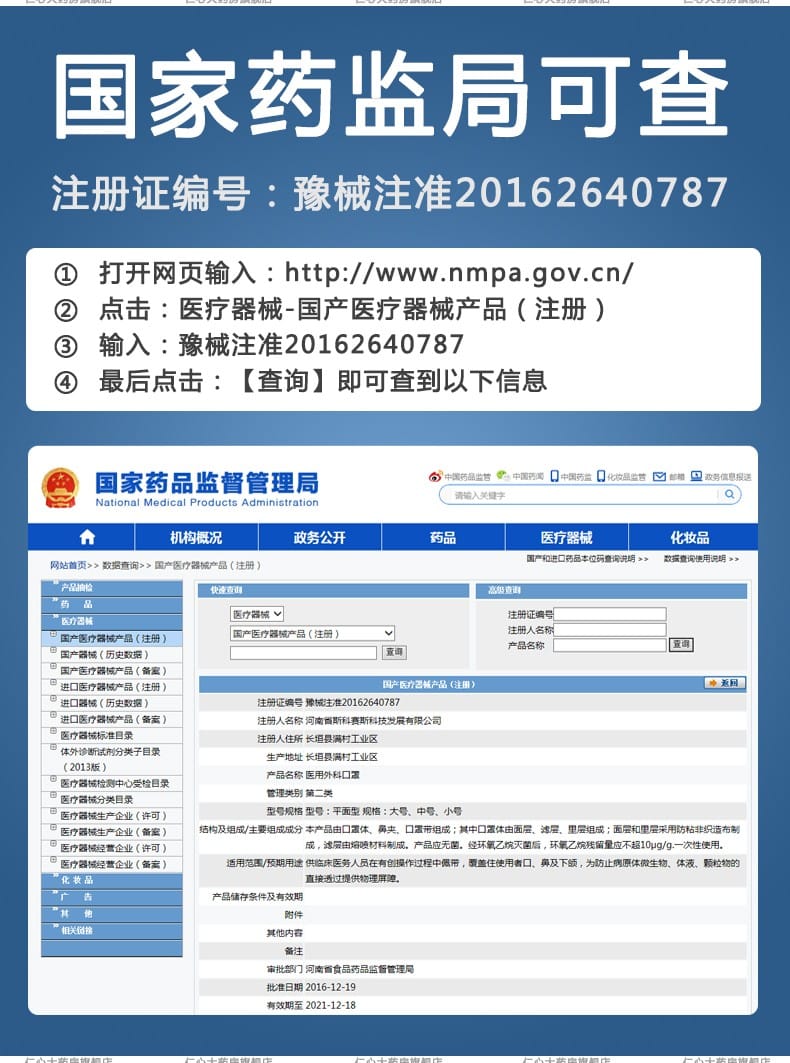 国家药监局可查
注册证编号：豫械注准20162640787
① 打开网页输入：http://www.nmpa.gov.cn/
② 点击：医疗器械-国产医疗器械产品（注册）
③ 输入：豫械注准20162640787
④ 最后点击：【查询】即可查到以下信息
中国药品监管 中国药闻 中国药监 化妆品监管 邮箱 政务信息报送
国家药品监督管理局
National Medical Products Administration
请输入关键字
机构概况 政务公开 药品 医疗器械 化妆品
国产和进口药品本位码查询说明 >> 数据查询使用说明 >>
网站首页>> 数据查询>> 国产医疗器械产品（注册）
产品抽检
药 品
医疗器械
国产医疗器械产品（注册）
国产器械（历史数据）
国产医疗器械产品（备案）
进口医疗器械产品（注册）
进口器械（历史数据）
进口医疗器械产品（备案）
医疗器械标准目录
体外诊断试剂分类子目录
（2013版）
医疗器械检测中心受检目录
医疗器械分类目录
医疗器械生产企业（许可）
医疗器械生产企业（备案）
医疗器械经营企业（许可）
医疗器械经营企业（备案）
化 妆 品
广 告
其 他
相关链接
快速查询
医疗器械
国产医疗器械产品（注册）
查询
高级查询
注册证编号
注册人名称
产品名称 查询
国产医疗器械产品（注册） 返回
注册证编号 豫械注准20162640787
注册人名称 河南省斯科赛斯科技发展有限公司
注册人住所 长垣县满村工业区
生产地址 长垣县满村工业区
产品名称 医用外科口罩
管理类别 第二类
型号规格 型号：平面型 规格：大号、中号、小号
结构及组成/主要组成成分 本产品由口罩体、鼻夹、口罩带组成；其中口罩体由面层、滤层、里层组成；面层和里层采用防粘非织造布制
成，滤层由熔喷材料制成。产品应无菌。经环氧乙烷灭菌后，环氧乙烷残留量应不超10μg/g.一次性使用。
适用范围/预期用途 供临床医务人员在有创操作过程中佩带，覆盖住使用者口、鼻及下颌，为防止病原体微生物、体液、颗粒物的
直接透过提供物理屏障。
产品储存条件及有效期
附件
其他内容
备注
审批部门 河南省食品药品监督管理局
批准日期 2016-12-19
有效期至 2021-12-18